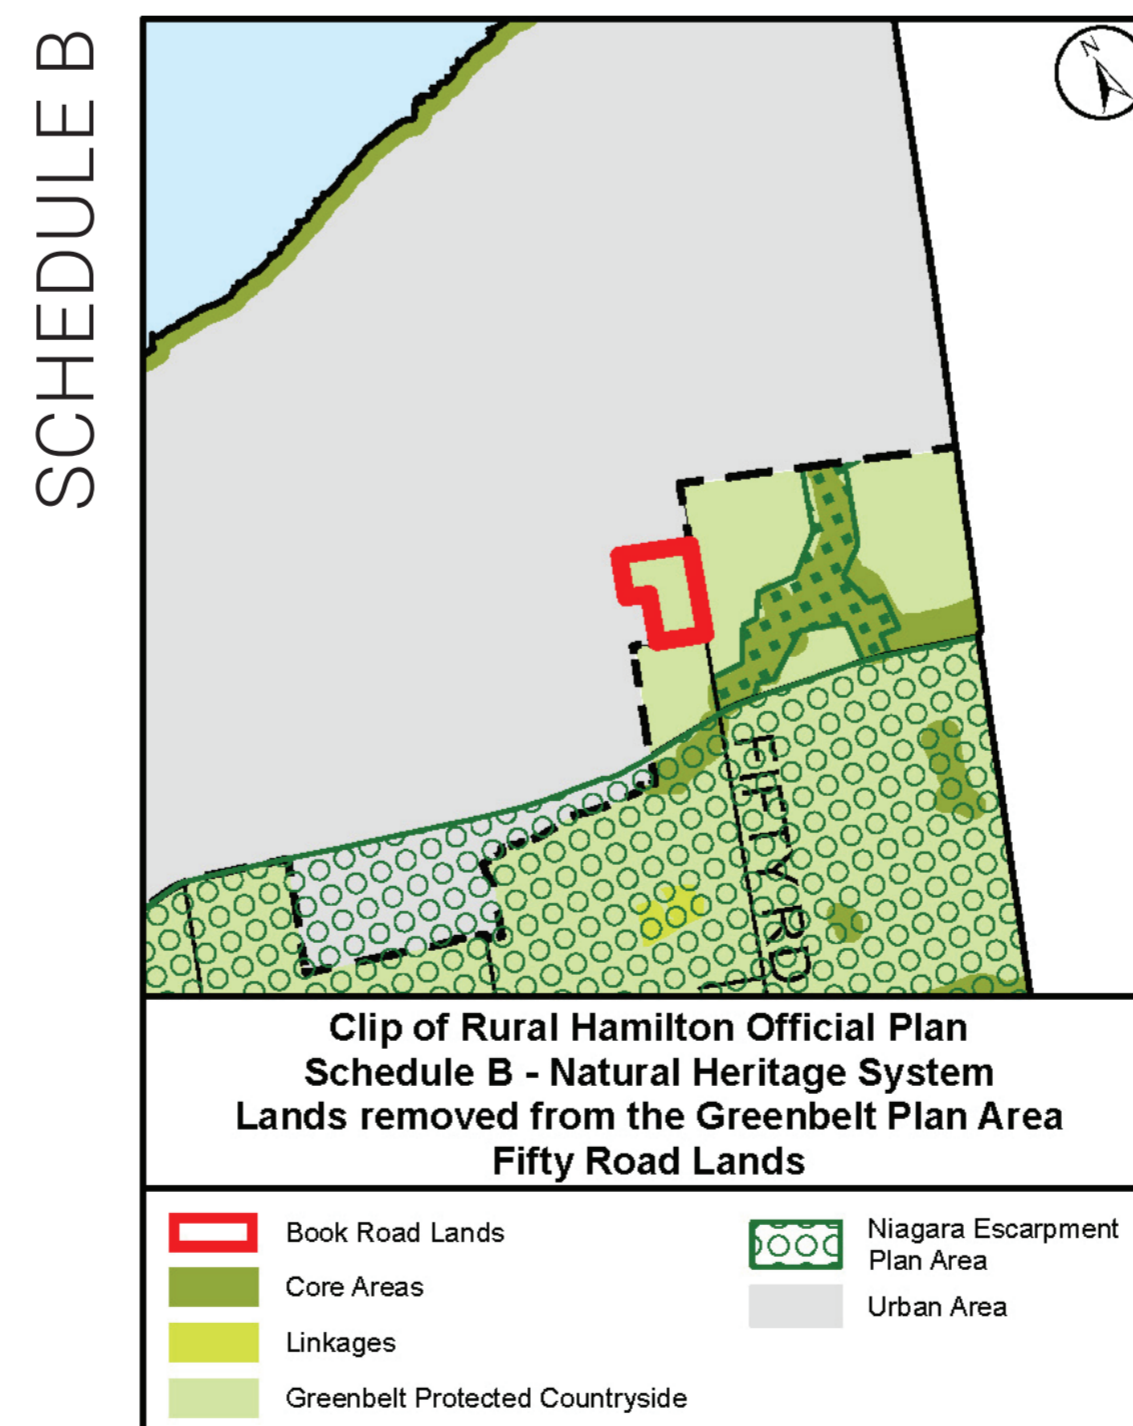 SCHEDULE B
N
FIFTY RD
Clip of Rural Hamilton Official Plan
Schedule B - Natural Heritage System
Lands removed from the Greenbelt Plan Area
Fifty Road Lands
Book Road Lands
Core Areas
Linkages
Greenbelt Protected Countryside
Niagara Escarpment
Plan Area
Urban Area